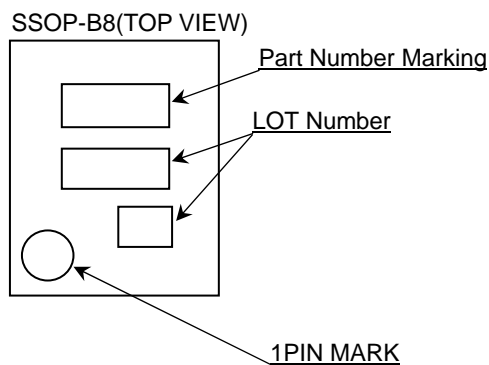 SSOP-B8(TOP VIEW)
Part Number Marking
LOT Number
1PIN MARK